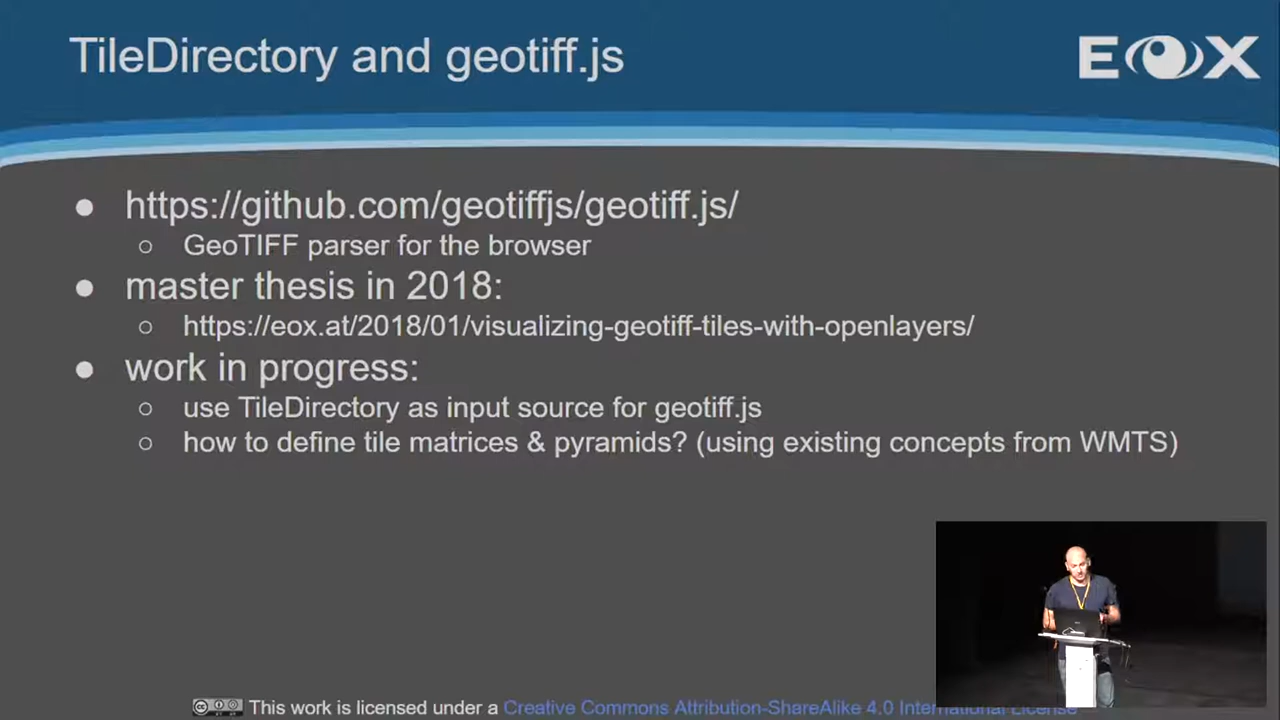 TileDirectory and geotiff.js
EOX
● https://github.com/geotiffjs/geotiff.js/
○ GeoTIFF parser for the browser
● master thesis in 2018:
○ https://eox.at/2018/01/visualizing-geotiff-tiles-with-openlayers/
● work in progress:
○ use TileDirectory as input source for geotiff.js
○ how to define tile matrices & pyramids? (using existing concepts from WMTS)
This work is licensed under a Creative Commons Attribution-ShareAlike 4.0 International License